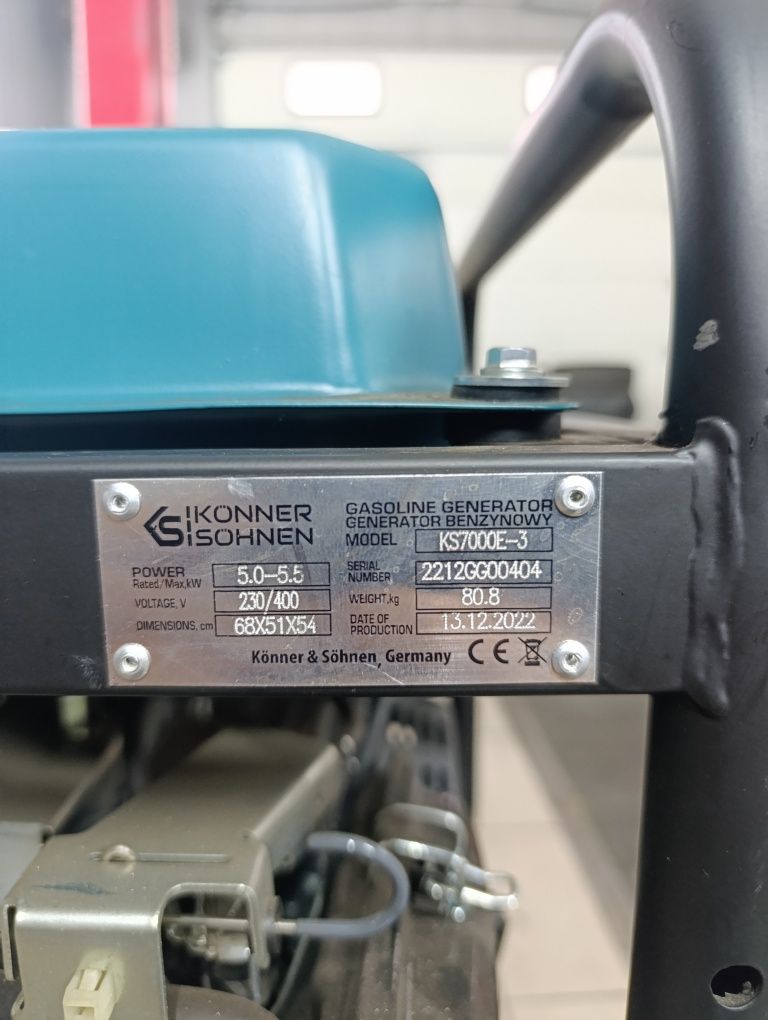 KS KÖNNER
SÖHNEN
GASOLINE GENERATOR
GENERATOR BENZYNOWY
MODEL KS7000E-3
POWER
Rated/Max,kW 5.0-5.5
VOLTAGE, V 230/400
DIMENSIONS, cm 68X51X54
SERIAL
NUMBER 2212GG00404
WEIGHT,kg 80.8
DATE OF
PRODUCTION 13.12.2022
Könner & Söhnen, Germany CE